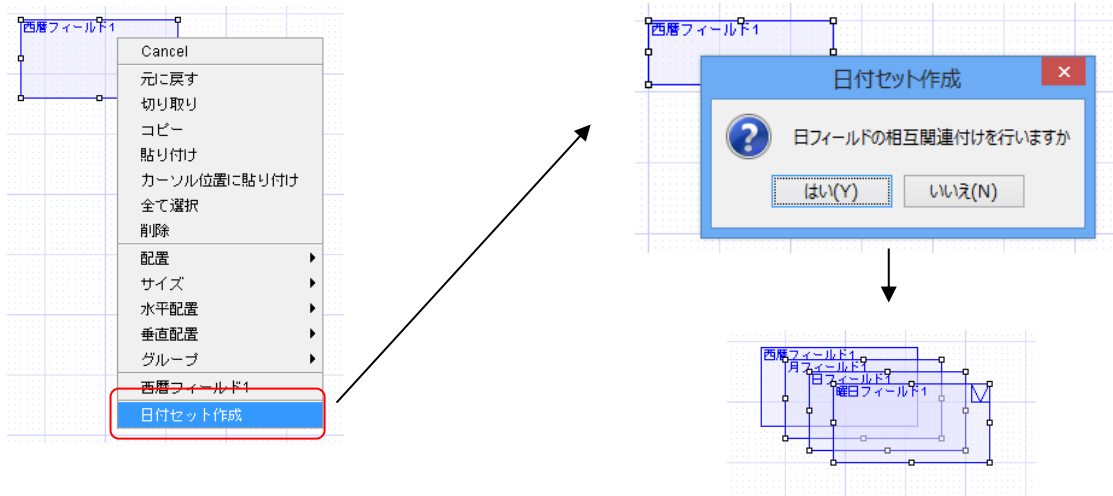 西暦フィールド1
Cancel
元に戻す
切り取り
コピー
貼り付け
カーソル位置に貼り付け
全て選択
削除
配置
サイズ
水平配置
垂直配置
グループ
西暦フィールド1
日付セット作成
西暦フィールド1
日付セット作成
日フィールドの相互関連付けを行いますか
はい(Y)
いいえ(N)
西暦フィールド1
月フィールド1
日フィールド1
曜日フィールド1